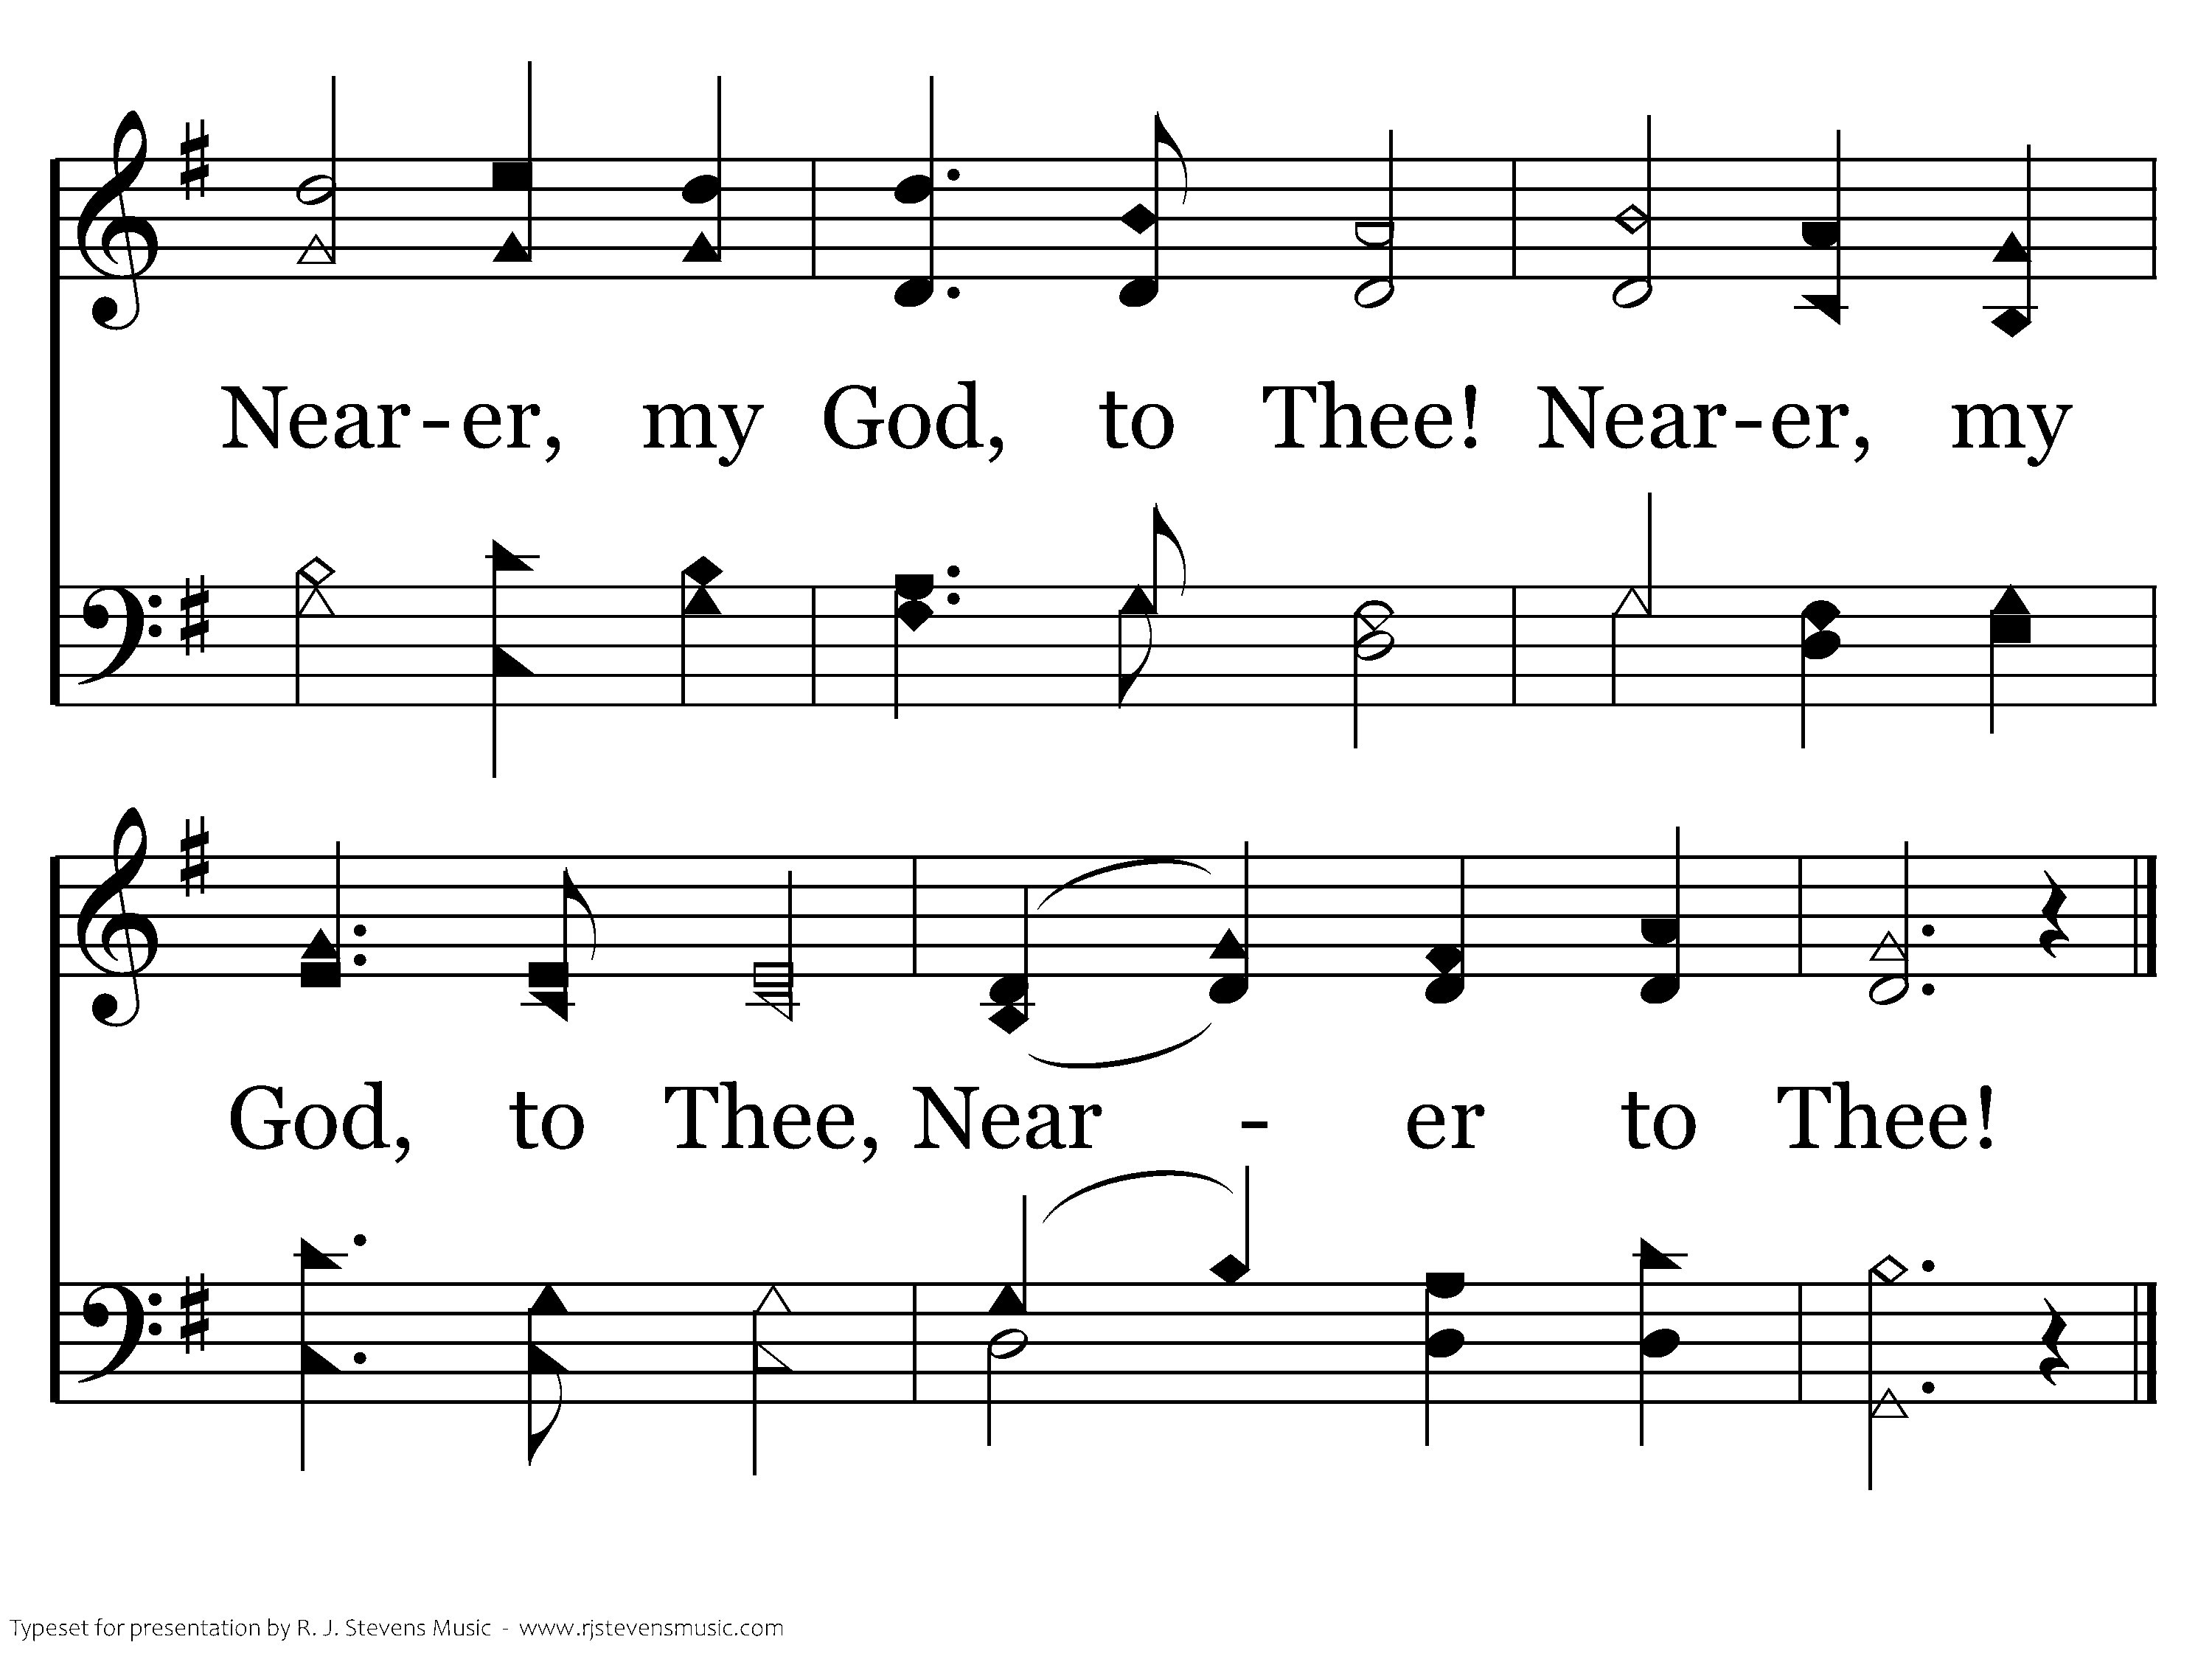 Near-er, my God, to Thee! Near-er, my
God, to Thee, Near - er to Thee!
Typeset for presentation by R. J. Stevens Music - www.rjstevensmusic.com